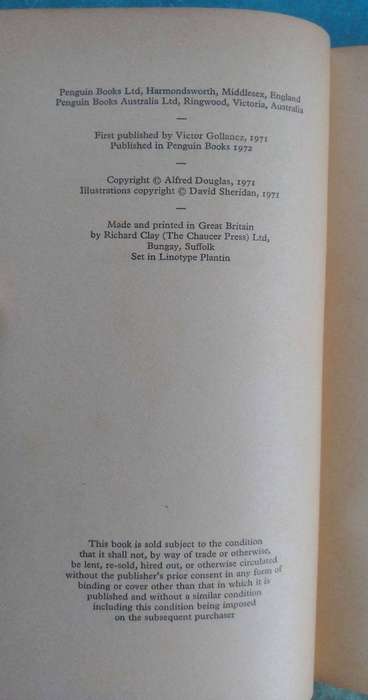 Penguin Books Ltd, Harmondsworth, Middlesex, England
Penguin Books Australia Ltd, Ringwood, Victoria, Australia
—
First published by Victor Gollancz, 1971
Published in Penguin Books 1972
—
Copyright © Alfred Douglas, 1971
Illustrations copyright © David Sheridan, 1971
—
Made and printed in Great Britain
by Richard Clay (The Chaucer Press) Ltd,
Bungay, Suffolk
Set in Linotype Plantin
This book is sold subject to the condition
that it shall not, by way of trade or otherwise,
be lent, re-sold, hired out, or otherwise circulated
without the publisher's prior consent in any form of
binding or cover other than that in which it is
published and without a similar condition
including this condition being imposed
on the subsequent purchaser